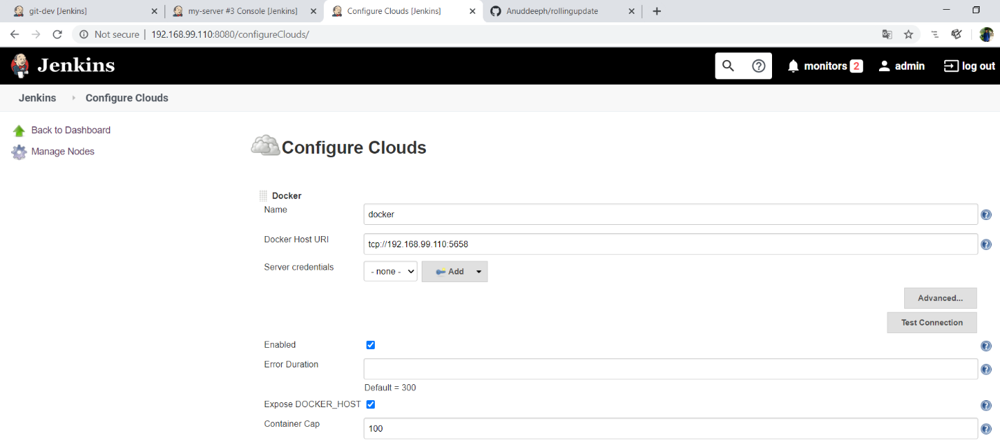 git-dev [Jenkins]
my-server #3 Console [Jenkins]
Configure Clouds [Jenkins]
Anuddeeph/rollingupdate
Not secure | 192.168.99.110:8080/configureClouds/
Jenkins
monitors 2
admin
log out
Jenkins
Configure Clouds
Back to Dashboard
Manage Nodes
Configure Clouds
Docker
Name
docker
Docker Host URI
tcp://192.168.99.110:5658
Server credentials
- none -
Add
Advanced...
Test Connection
Enabled
Error Duration
Default = 300
Expose DOCKER_HOST
Container Cap
100